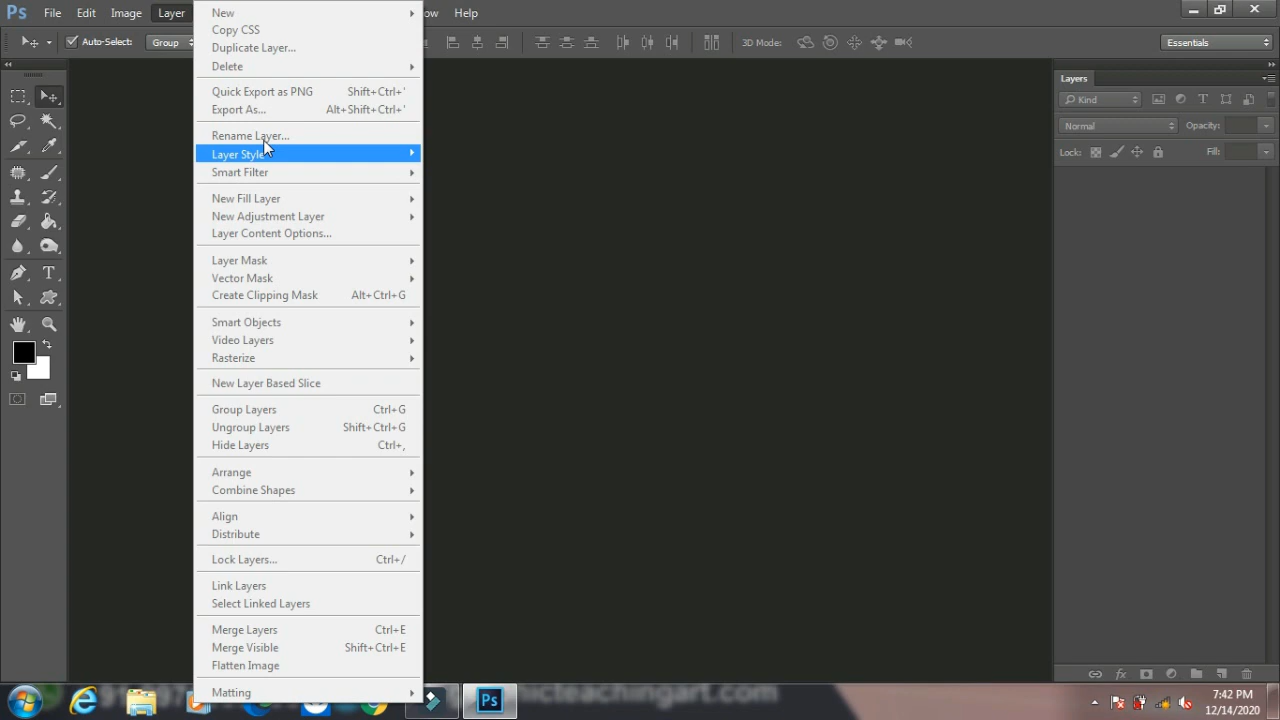 Ps File Edit Image Layer Help
Auto-Select: Group 3D Mode: Essentials
New
Copy CSS
Duplicate Layer...
Delete
Quick Export as PNG Shift+Ctrl+'
Export As... Alt+Shift+Ctrl+'
Rename Layer...
Layer Style
Smart Filter
New Fill Layer
New Adjustment Layer
Layer Content Options...
Layer Mask
Vector Mask
Create Clipping Mask Alt+Ctrl+G
Smart Objects
Video Layers
Rasterize
New Layer Based Slice
Group Layers Ctrl+G
Ungroup Layers Shift+Ctrl+G
Hide Layers Ctrl+,
Arrange
Combine Shapes
Align
Distribute
Lock Layers... Ctrl+/
Link Layers
Select Linked Layers
Merge Layers Ctrl+E
Merge Visible Shift+Ctrl+E
Flatten Image
Matting
Layers
Kind
Normal Opacity:
Lock: Fill:
Ps
7:42 PM
12/14/2020